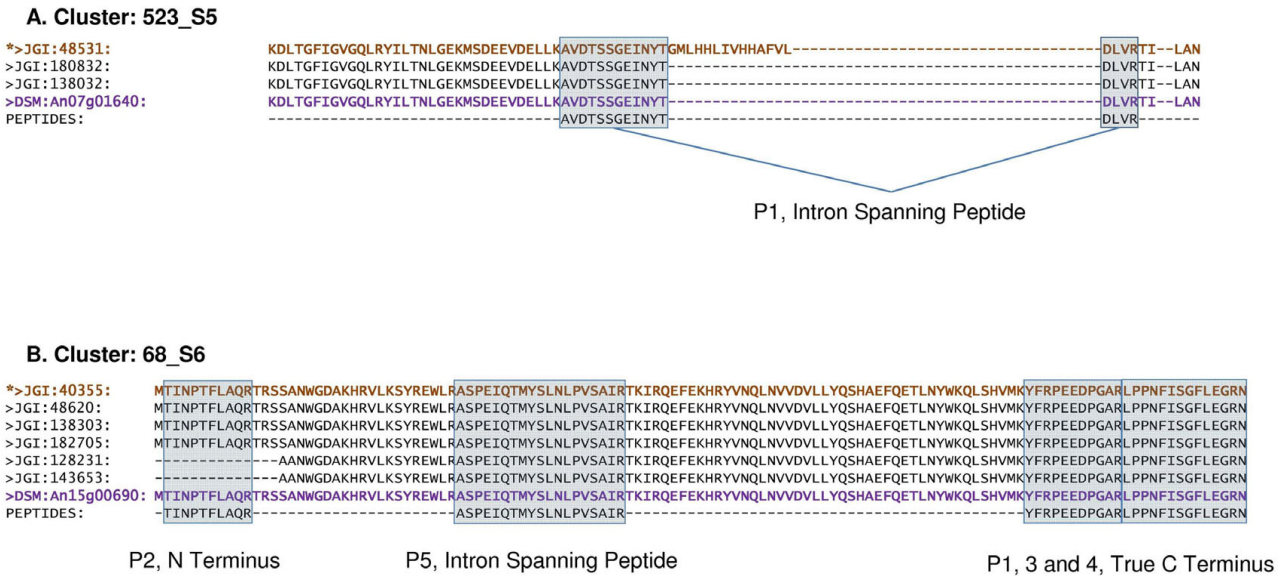 A. Cluster: 523_S5
*>JGI:48531: KDLTGFIGVGQLRYILTNLGEKMSDEEVDELLKAVDTSSGEINYTGMLHHLIVHHAFVL-----------------------------------DLVRTI--LAN
>JGI:180832: KDLTGFIGVGQLRYILTNLGEKMSDEEVDELLKAVDTSSGEINYT-------------------------------------------------DLVRTI--LAN
>JGI:138032: KDLTGFIGVGQLRYILTNLGEKMSDEEVDELLKAVDTSSGEINYT-------------------------------------------------DLVRTI--LAN
>DSM:An07g01640: KDLTGFIGVGQLRYILTNLGEKMSDEEVDELLKAVDTSSGEINYT-------------------------------------------------DLVRTI--LAN
PEPTIDES: ---------------------------------AVDTSSGEINYT-------------------------------------------------DLVR-------
P1, Intron Spanning Peptide
B. Cluster: 68_S6
*>JGI:40355: MTINPTFLAQRTRSSANWGDAKHRVLKSYREWLRASPEIQTMYSLNLPVSAIRTKIRQEFEKHRYVNQLNVVDVLLYQSHAEFQETLNYWKQLSHVMKYFRPEEDPGARLPPNFISGFLEGRN
>JGI:48620: MTINPTFLAQRTRSSANWGDAKHRVLKSYREWLRASPEIQTMYSLNLPVSAIRTKIRQEFEKHRYVNQLNVVDVLLYQSHAEFQETLNYWKQLSHVMKYFRPEEDPGARLPPNFISGFLEGRN
>JGI:138303: MTINPTFLAQRTRSSANWGDAKHRVLKSYREWLRASPEIQTMYSLNLPVSAIRTKIRQEFEKHRYVNQLNVVDVLLYQSHAEFQETLNYWKQLSHVMKYFRPEEDPGARLPPNFISGFLEGRN
>JGI:182705: MTINPTFLAQRTRSSANWGDAKHRVLKSYREWLRASPEIQTMYSLNLPVSAIRTKIRQEFEKHRYVNQLNVVDVLLYQSHAEFQETLNYWKQLSHVMKYFRPEEDPGARLPPNFISGFLEGRN
>JGI:128231: --------------AANWGDAKHRVLKSYREWLRASPEIQTMYSLNLPVSAIRTKIRQEFEKHRYVNQLNVVDVLLYQSHAEFQETLNYWKQLSHVMKYFRPEEDPGARLPPNFISGFLEGRN
>JGI:143653: --------------AANWGDAKHRVLKSYREWLRASPEIQTMYSLNLPVSAIRTKIRQEFEKHRYVNQLNVVDVLLYQSHAEFQETLNYWKQLSHVMKYFRPEEDPGARLPPNFISGFLEGRN
>DSM:An15g00690: MTINPTFLAQRTRSSANWGDAKHRVLKSYREWLRASPEIQTMYSLNLPVSAIRTKIRQEFEKHRYVNQLNVVDVLLYQSHAEFQETLNYWKQLSHVMKYFRPEEDPGARLPPNFISGFLEGRN
PEPTIDES: -TINPTFLAQR-----------------------ASPEIQTMYSLNLPVSAIR---------------------------------------------YFRPEEDPGARLPPNFISGFLEGRN
P2, N Terminus P5, Intron Spanning Peptide P1, 3 and 4, True C Terminus